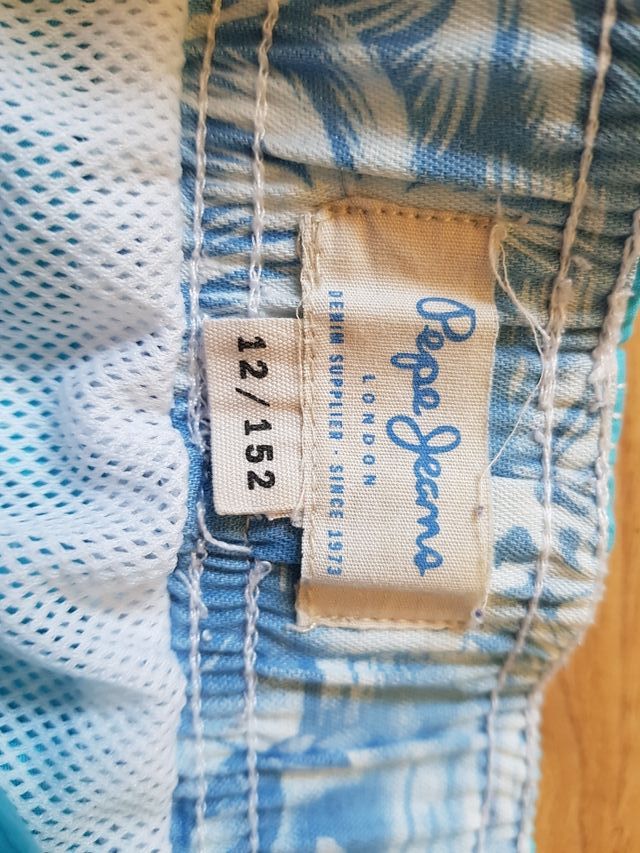 Pepe Jeans
LONDON
DENIM SUPPLIER · SINCE 1973
12/152